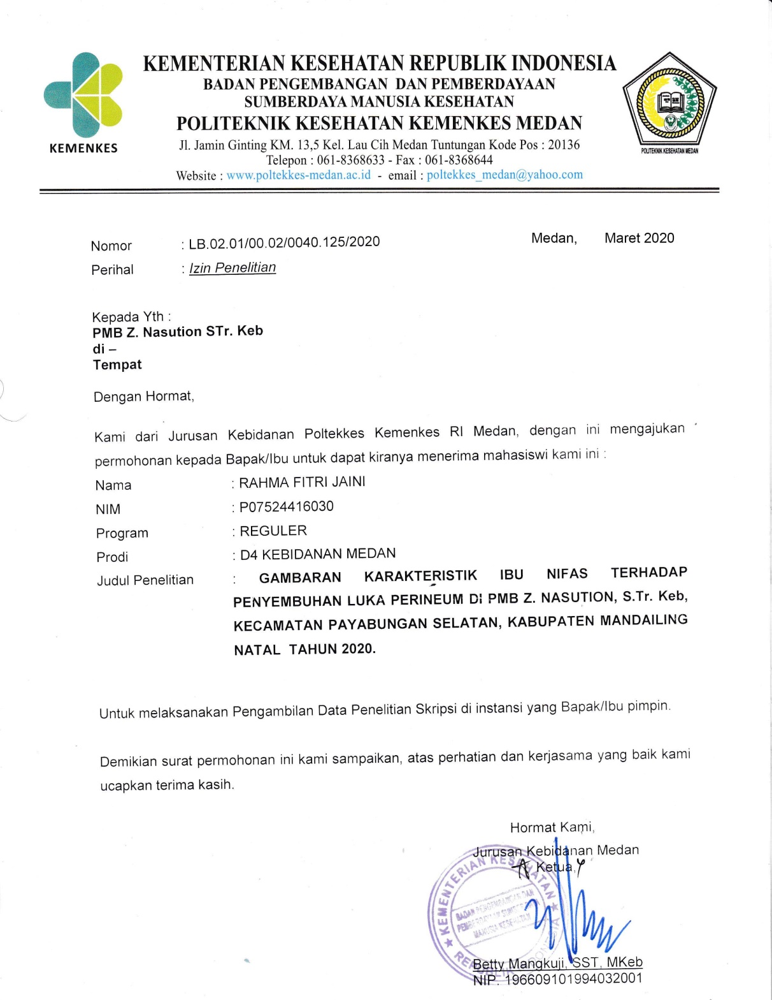 KEMENTERIAN KESEHATAN REPUBLIK INDONESIA
BADAN PENGEMBANGAN DAN PEMBERDAYAAN
SUMBERDAYA MANUSIA KESEHATAN
POLITEKNIK KESEHATAN KEMENKES MEDAN
Jl. Jamin Ginting KM. 13,5 Kel. Lau Cih Medan Tuntungan Kode Pos : 20136
Telepon : 061-8368633 - Fax : 061-8368644
Website : www.poltekkes-medan.ac.id - email : poltekkes_medan@yahoo.com
KEMENKES
POLITEKNIK KESEHATAN MEDAN
Nomor : LB.02.01/00.02/0040.125/2020 Medan, Maret 2020
Perihal : Izin Penelitian
Kepada Yth :
PMB Z. Nasution STr. Keb
di –
Tempat
Dengan Hormat,
Kami dari Jurusan Kebidanan Poltekkes Kemenkes RI Medan, dengan ini mengajukan
permohonan kepada Bapak/Ibu untuk dapat kiranya menerima mahasiswi kami ini :
Nama : RAHMA FITRI JAINI
NIM : P07524416030
Program : REGULER
Prodi : D4 KEBIDANAN MEDAN
Judul Penelitian : GAMBARAN KARAKTERISTIK IBU NIFAS TERHADAP
PENYEMBUHAN LUKA PERINEUM Di PMB Z. NASUTION, S.Tr. Keb,
KECAMATAN PAYABUNGAN SELATAN, KABUPATEN MANDAILING
NATAL TAHUN 2020.
Untuk melaksanakan Pengambilan Data Penelitian Skripsi di instansi yang Bapak/Ibu pimpin.
Demikian surat permohonan ini kami sampaikan, atas perhatian dan kerjasama yang baik kami
ucapkan terima kasih.
Hormat Kami,
Jurusan Kebidanan Medan
Ketua,
KEMENTERIAN KESEHATAN
REPUBLIK INDONESIA
BADAN PENGEMBANGAN DAN
PEMBERDAYAAN SUMBERDAYA
MANUSIA KESEHATAN
Betty Mangkuji, SST, MKeb
NIP. 196609101994032001